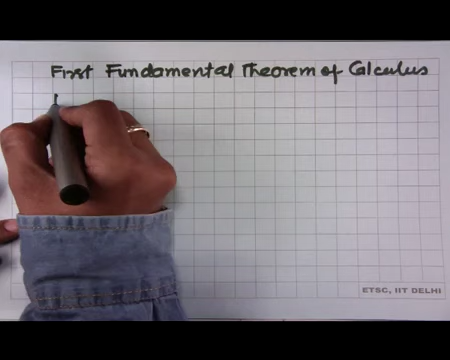 First Fundamental Theorem of Calculus
ETSC, IIT DELHI